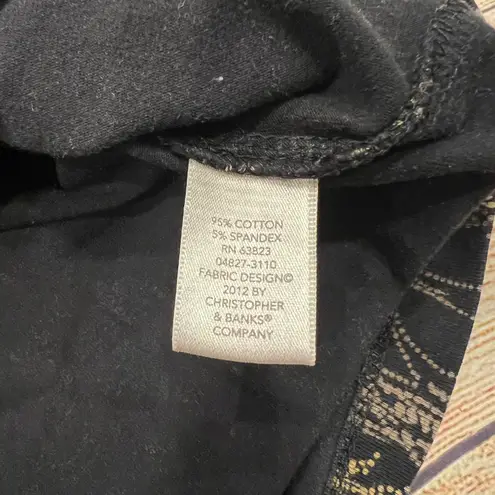 95% COTTON
5% SPANDEX
RN 63823
04827-3110
FABRIC DESIGN©
2012 BY
CHRISTOPHER
& BANKS®
COMPANY